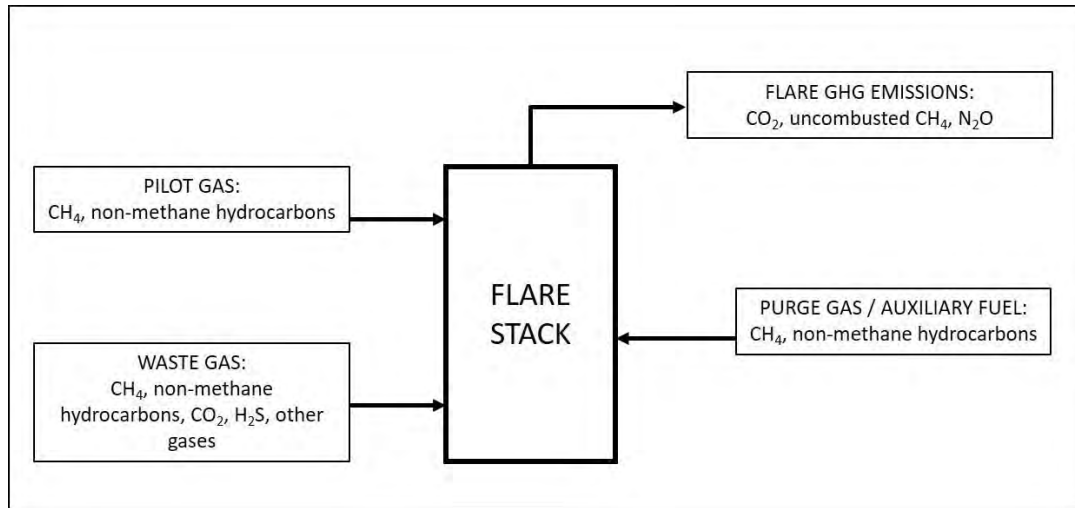 FLARE GHG EMISSIONS:
CO₂, uncombusted CH₄, N₂O
PILOT GAS:
CH₄, non-methane hydrocarbons
FLARE
STACK
PURGE GAS / AUXILIARY FUEL:
CH₄, non-methane hydrocarbons
WASTE GAS:
CH₄, non-methane
hydrocarbons, CO₂, H₂S, other
gases